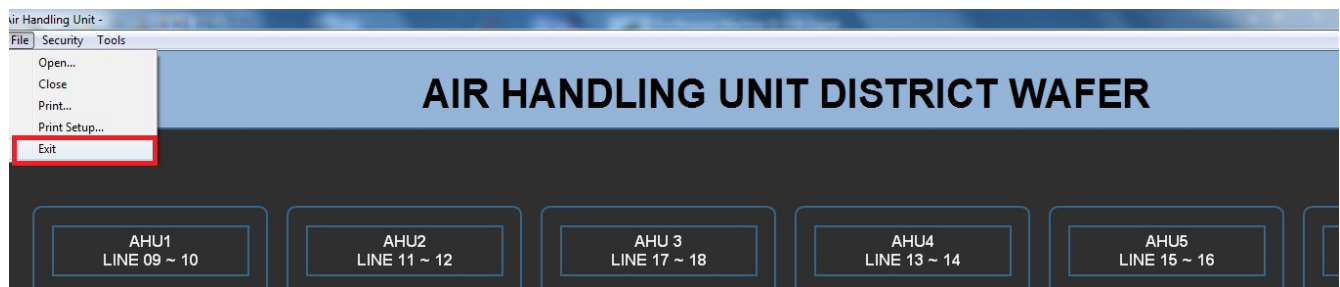 Air Handling Unit -
File Security Tools
Open...
Close
Print...
Print Setup...
Exit
AIR HANDLING UNIT DISTRICT WAFER
AHU1
LINE 09 ~ 10
AHU2
LINE 11 ~ 12
AHU 3
LINE 17 ~ 18
AHU4
LINE 13 ~ 14
AHU5
LINE 15 ~ 16